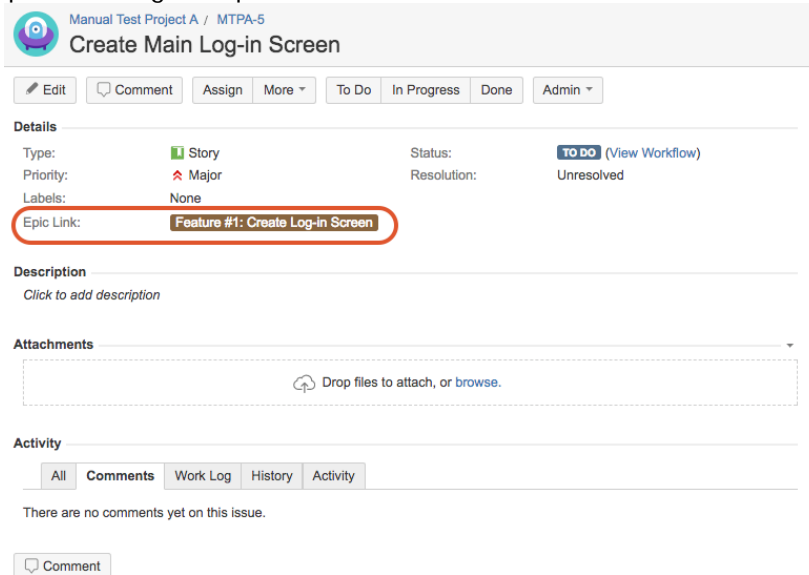 Manual Test Project A / MTPA-5
Create Main Log-in Screen
Edit Comment Assign More To Do In Progress Done Admin
Details
Type: Story Status: TO DO (View Workflow)
Priority: Major Resolution: Unresolved
Labels: None
Epic Link: Feature #1: Create Log-in Screen
Description
Click to add description
Attachments
Drop files to attach, or browse.
Activity
All Comments Work Log History Activity
There are no comments yet on this issue.
Comment